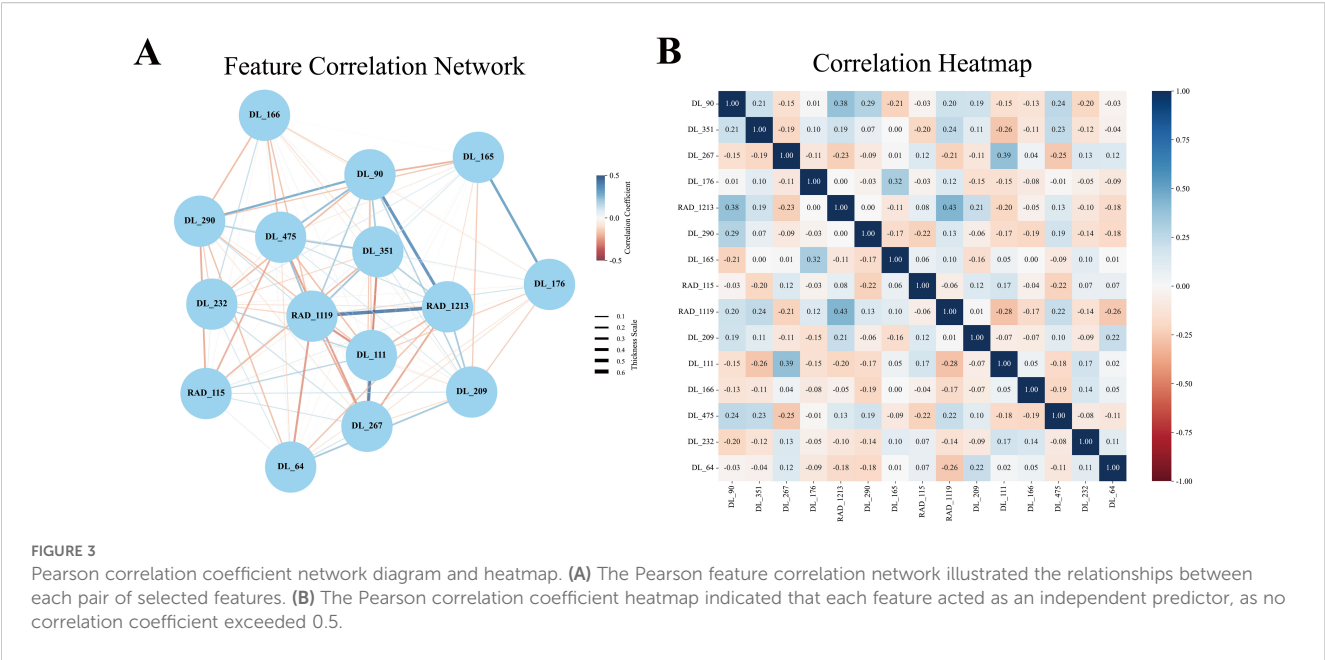 A
Feature Correlation Network
DL_166
DL_165
DL_90
DL_290
DL_475
DL_351
DL_176
DL_232
RAD_1119
RAD_1213
DL_111
RAD_115
DL_209
DL_267
DL_64
0.5
0.0
-0.5
Correlation Coefficient
0.1
0.2
0.3
0.4
0.5
0.6
Thickness Scale
B
Correlation Heatmap
DL_90 1.00 0.21 -0.15 0.01 0.38 0.29 -0.21 -0.03 0.20 0.19 -0.15 -0.13 0.24 -0.20 -0.03
DL_351 0.21 1.00 -0.19 0.10 0.19 0.07 0.00 -0.20 0.24 0.11 -0.26 -0.11 0.23 -0.12 -0.04
DL_267 -0.15 -0.19 1.00 -0.11 -0.23 -0.09 0.01 0.12 -0.21 -0.11 0.39 0.04 -0.25 0.13 0.12
DL_176 0.01 0.10 -0.11 1.00 0.00 -0.03 0.32 -0.03 0.12 -0.15 -0.15 -0.08 -0.01 -0.05 -0.09
RAD_1213 0.38 0.19 -0.23 0.00 1.00 0.00 -0.11 0.08 0.43 0.21 -0.20 -0.05 0.13 -0.10 -0.18
DL_290 0.29 0.07 -0.09 -0.03 0.00 1.00 -0.17 -0.22 0.13 -0.06 -0.17 -0.19 0.19 -0.14 -0.18
DL_165 -0.21 0.00 0.01 0.32 -0.11 -0.17 1.00 0.06 0.10 -0.16 0.05 0.00 -0.09 0.10 0.01
RAD_115 -0.03 -0.20 0.12 -0.03 0.08 -0.22 0.06 1.00 -0.06 0.12 0.17 -0.04 -0.22 0.07 0.07
RAD_1119 0.20 0.24 -0.21 0.12 0.43 0.13 0.10 -0.06 1.00 0.01 -0.28 -0.17 0.22 -0.14 -0.26
DL_209 0.19 0.11 -0.11 -0.15 0.21 -0.06 -0.16 0.12 0.01 1.00 -0.07 -0.07 0.10 -0.09 0.22
DL_111 -0.15 -0.26 0.39 -0.15 -0.20 -0.17 0.05 0.17 -0.28 -0.07 1.00 0.05 -0.18 0.17 0.02
DL_166 -0.13 -0.11 0.04 -0.08 -0.05 -0.19 0.00 -0.04 -0.17 -0.07 0.05 1.00 -0.19 0.14 0.05
DL_475 0.24 0.23 -0.25 -0.01 0.13 0.19 -0.09 -0.22 0.22 0.10 -0.18 -0.19 1.00 -0.08 -0.11
DL_232 -0.20 -0.12 0.13 -0.05 -0.10 -0.14 0.10 0.07 -0.14 -0.09 0.17 0.14 -0.08 1.00 0.11
DL_64 -0.03 -0.04 0.12 -0.09 -0.18 -0.18 0.01 0.07 -0.26 0.22 0.02 0.05 -0.11 0.11 1.00
DL_90 DL_351 DL_267 DL_176 RAD_1213 DL_290 DL_165 RAD_115 RAD_1119 DL_209 DL_111 DL_166 DL_475 DL_232 DL_64
1.00
0.75
0.50
0.25
0.00
-0.25
-0.50
-0.75
-1.00
FIGURE 3
Pearson correlation coefficient network diagram and heatmap. (A) The Pearson feature correlation network illustrated the relationships between
each pair of selected features. (B) The Pearson correlation coefficient heatmap indicated that each feature acted as an independent predictor, as no
correlation coefficient exceeded 0.5.